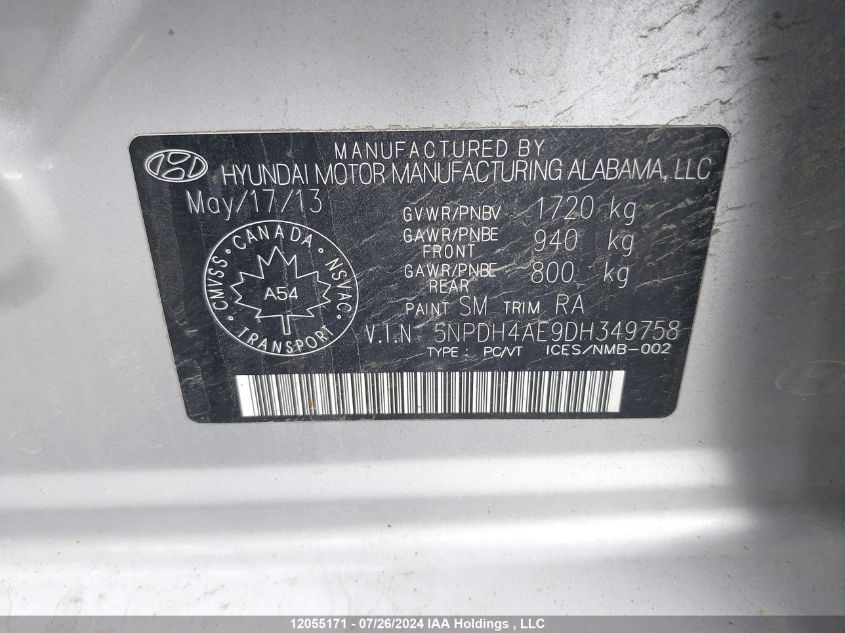 MANUFACTURED BY
HYUNDAI MOTOR MANUFACTURING ALABAMA, LLC
May/17/13
GVWR/PNBV 1720 kg
GAWR/PNBE FRONT 940 kg
GAWR/PNBE REAR 800 kg
PAINT SM TRIM RA
V.I.N: 5NPDH4AE9DH349758
TYPE: PC/VT ICES/NMB-002
CANADA
CMVSS NSVAC
A54
TRANSPORT
12055171 - 07/26/2024 IAA Holdings , LLC